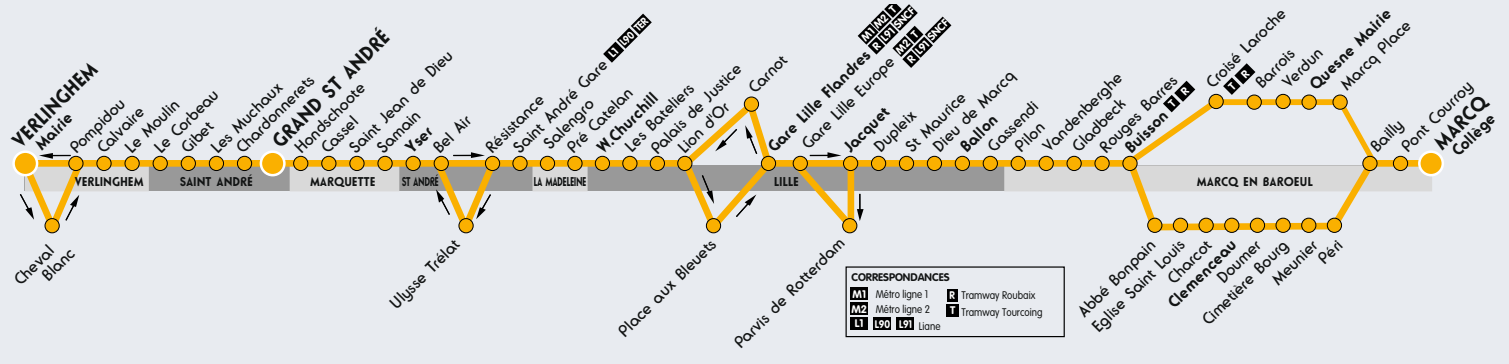 VERLINGHEM
Mairie
Pompidou
Calvaire
Le Moulin
Le Corbeau
Gibet
Les Muchaux
Chardonnerets
GRAND ST ANDRÉ
Hondschoote
Cassel
Saint Jean de Dieu
Somain
Yser
Bel Air
Résistance
Saint André Gare L1 L90 TER
Salengro
Pré Catelan
W.Churchill
Les Bateliers
Palais de Justice
Lion d'Or
Carnot
Gare Lille Flandres M1 M2 T
R L91 SNCF
Gare Lille Europe M2 T
R L91 SNCF
Jacquet
Dupleix
St Maurice
Dieu de Marcq
Ballon
Gassendi
Pilon
Vandenberghe
Gladbeck
Rouges Barres
Buisson T R
Croisé Laroche
T R
Barrois
Verdun
Quesne Mairie
Marcq Place
Bailly
Pont Courroy
MARCQ
Collège
VERLINGHEM
SAINT ANDRÉ
MARQUETTE
ST ANDRÉ
LA MADELEINE
LILLE
MARCQ EN BAROEUL
Cheval
Blanc
Ulysse Trélat
Place aux Bleuets
Parvis de Rotterdam
Abbé Bonpain
Eglise Saint Louis
Charcot
Clemenceau
Doumer
Cimetière Bourg
Meunier
Péri
CORRESPONDANCES
M1 Métro ligne 1 R Tramway Roubaix
M2 Métro ligne 2 T Tramway Tourcoing
L1 L90 L91 Liane